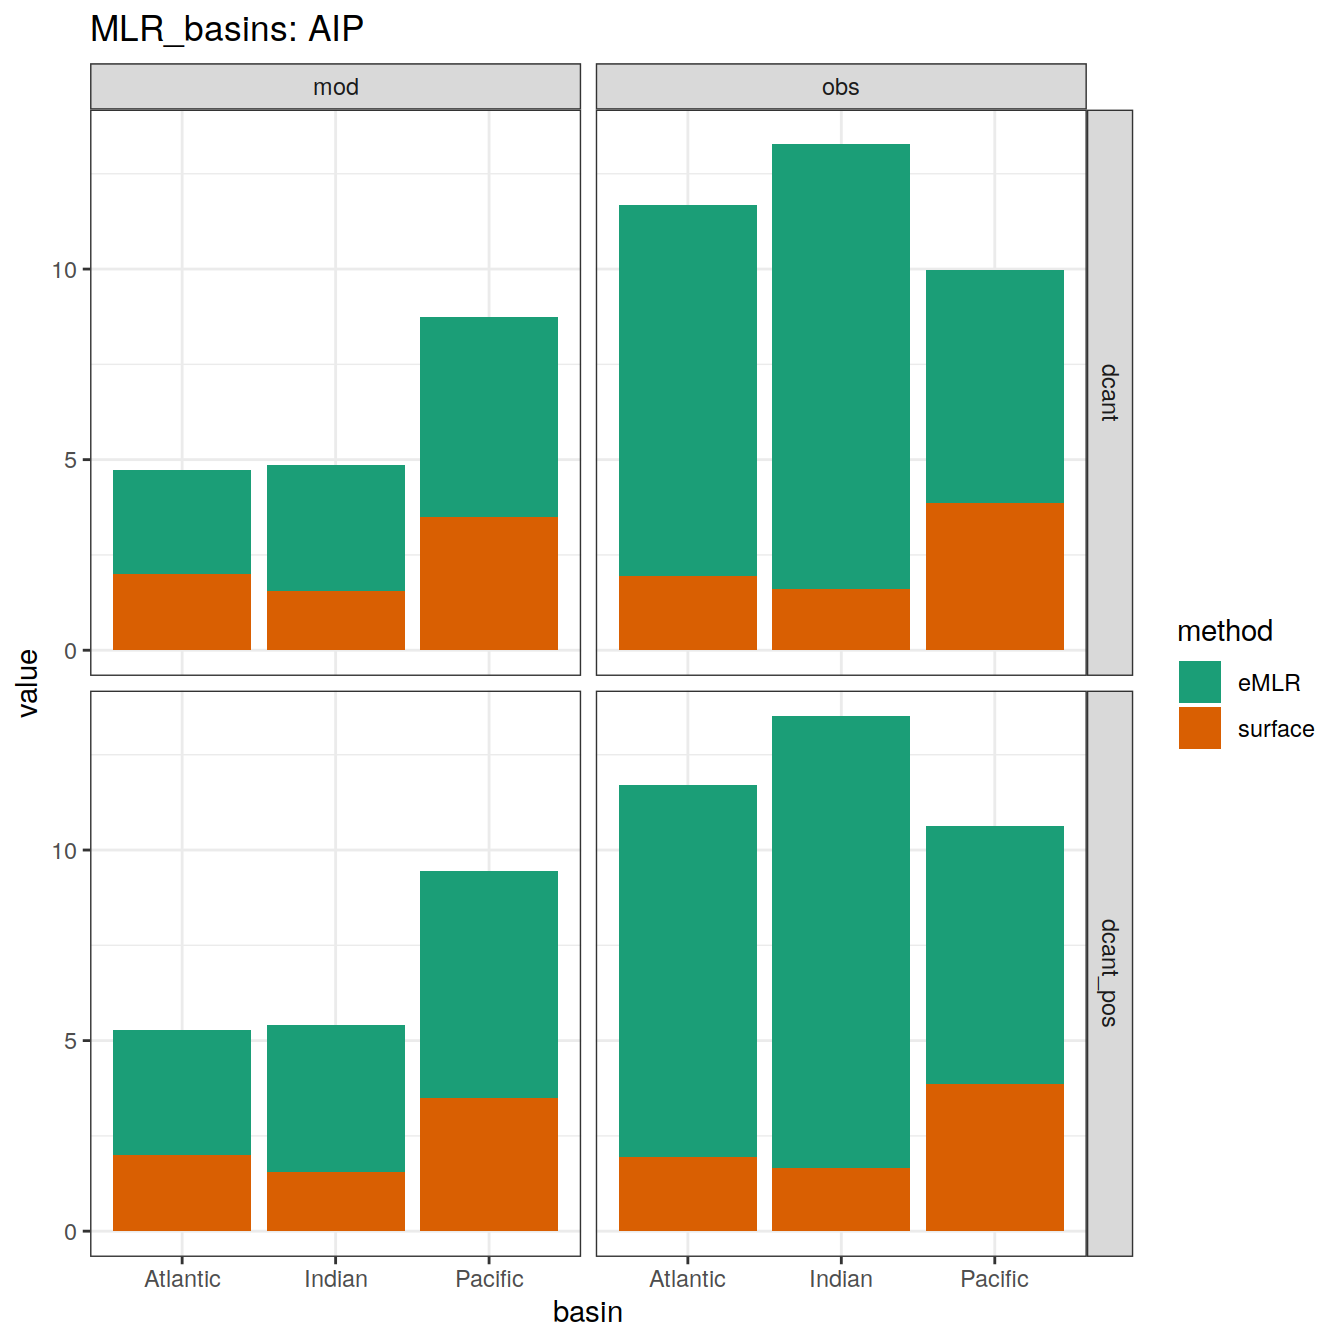 MLR_basins: AIP
mod
obs
10
5
0
dcant
10
5
0
dcant_pos
value
Atlantic
Indian
Pacific
Atlantic
Indian
Pacific
basin
method
eMLR
surface